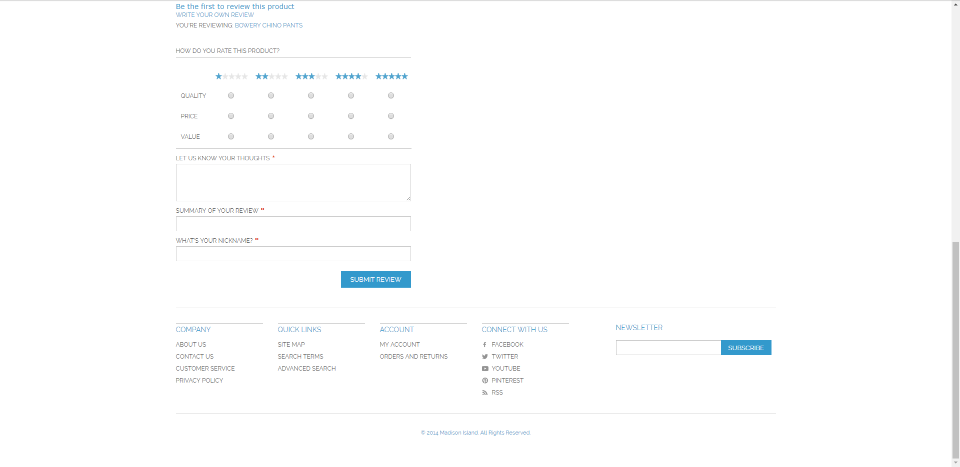 Be the first to review this product
WRITE YOUR OWN REVIEW
YOU'RE REVIEWING: BOWERY CHINO PANTS
HOW DO YOU RATE THIS PRODUCT?
QUALITY
PRICE
VALUE
LET US KNOW YOUR THOUGHTS *
SUMMARY OF YOUR REVIEW *
WHAT'S YOUR NICKNAME? *
SUBMIT REVIEW
COMPANY
ABOUT US
CONTACT US
CUSTOMER SERVICE
PRIVACY POLICY
QUICK LINKS
SITE MAP
SEARCH TERMS
ADVANCED SEARCH
ACCOUNT
MY ACCOUNT
ORDERS AND RETURNS
CONNECT WITH US
FACEBOOK
TWITTER
YOUTUBE
PINTEREST
RSS
NEWSLETTER
SUBSCRIBE
© 2014 Madison Island. All Rights Reserved.